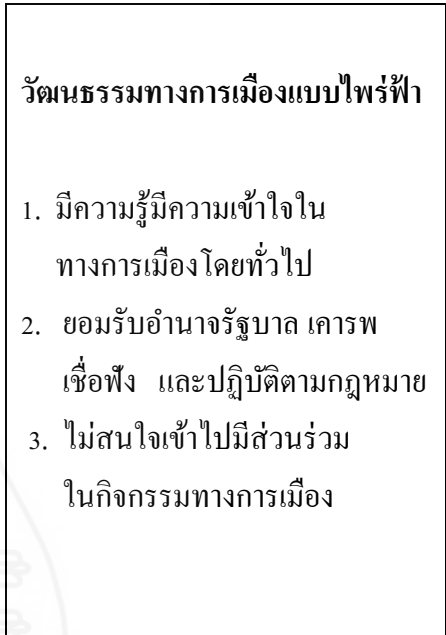 วัฒนธรรมทางการเมืองแบบไพร่ฟ้า
1. มีความรู้มีความเข้าใจใน
ทางการเมืองโดยทั่วไป
2. ยอมรับอำนาจรัฐบาล เคารพ
เชื่อฟัง และปฏิบัติตามกฎหมาย
3. ไม่สนใจเข้าไปมีส่วนร่วม
ในกิจกรรมทางการเมือง